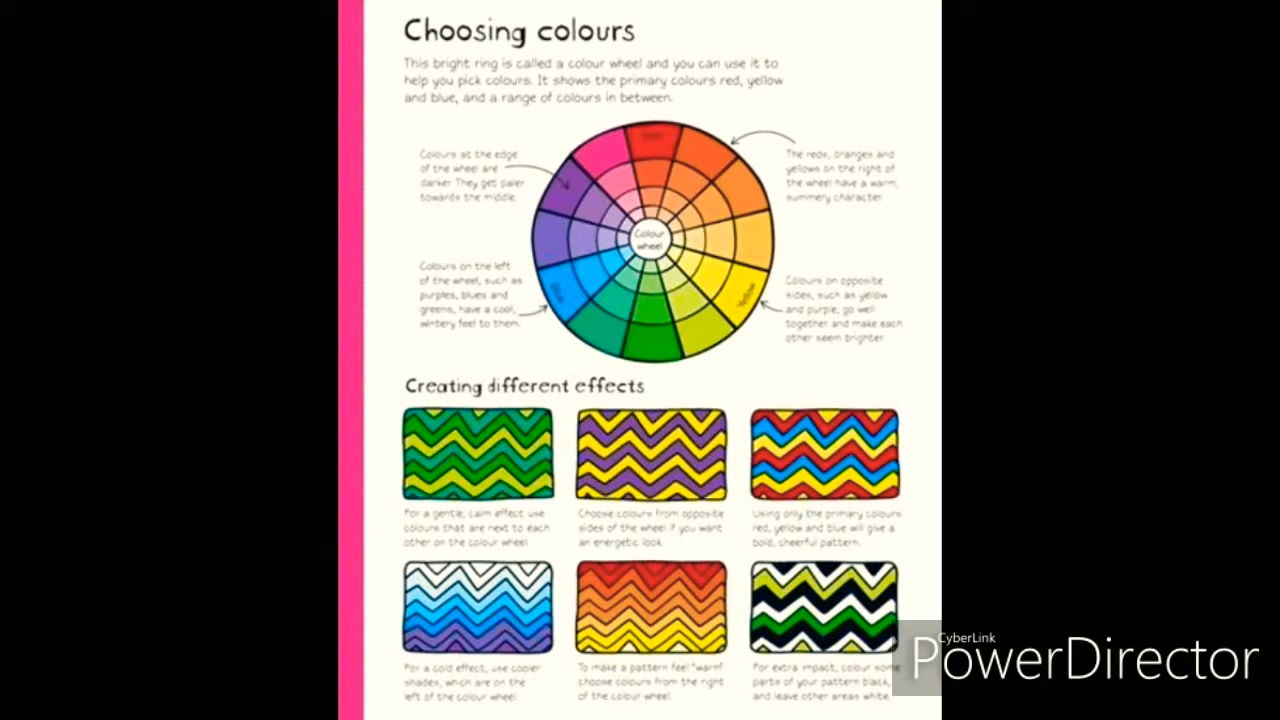 Choosing colours
This bright ring is called a colour wheel and you can use it to
help you pick colours. It shows the primary colours red, yellow
and blue, and a range of colours in between.
Colours at the edge
of the wheel are
darker. They get paler
towards the middle.
The reds, oranges and
yellows on the right of
the wheel have a warm,
summery character.
Colour
wheel
Colours on the left
of the wheel, such as
purples, blues and
greens, have a cool,
wintery feel to them.
Blue
Yellow
Colours on opposite
sides, such as yellow
and purple, go well
together and make each
other seem brighter.
Creating different effects
For a gentle, calm effect use
colours that are next to each
other on the colour wheel.
Choose colours from opposite
sides of the wheel if you want
an energetic look.
Using only the primary colours
red, yellow and blue will give a
bold, cheerful pattern.
For a cold effect, use cooler
shades, which are on the
left of the colour wheel.
To make a pattern feel "warm"
choose colours from the right
of the colour wheel.
For extra impact, colour some
parts of your pattern black,
and leave other areas white.
CyberLink
PowerDirector